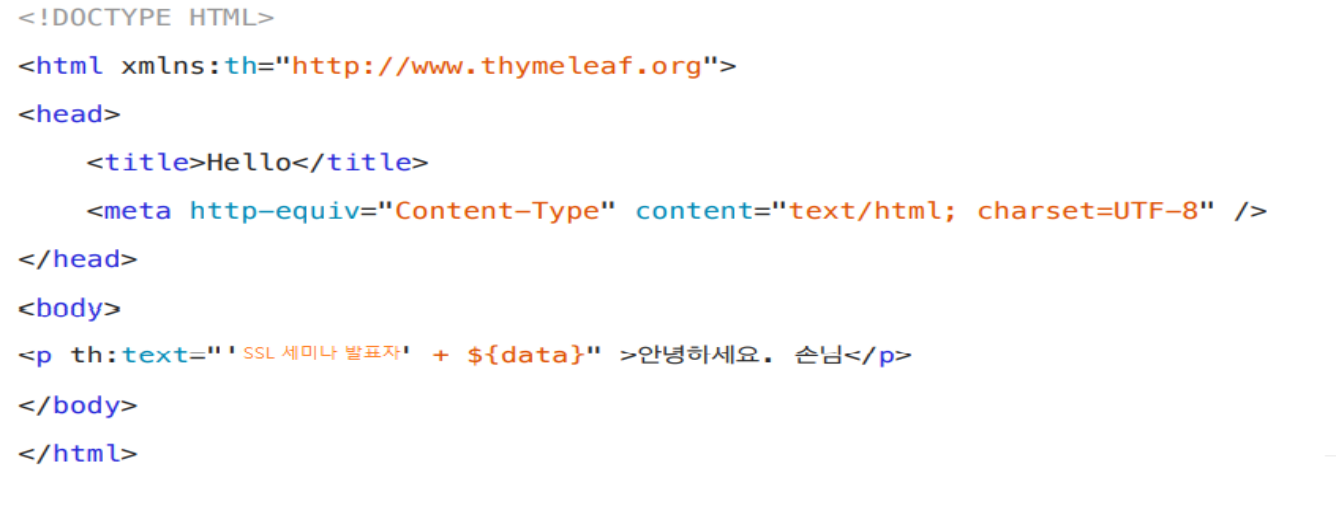 <!DOCTYPE HTML>
<html xmlns:th="http://www.thymeleaf.org">
<head>
    <title>Hello</title>
    <meta http-equiv="Content-Type" content="text/html; charset=UTF-8" />
</head>
<body>
<p th:text="'SSL 세미나 발표자' + ${data}" >안녕하세요. 손님</p>
</body>
</html>